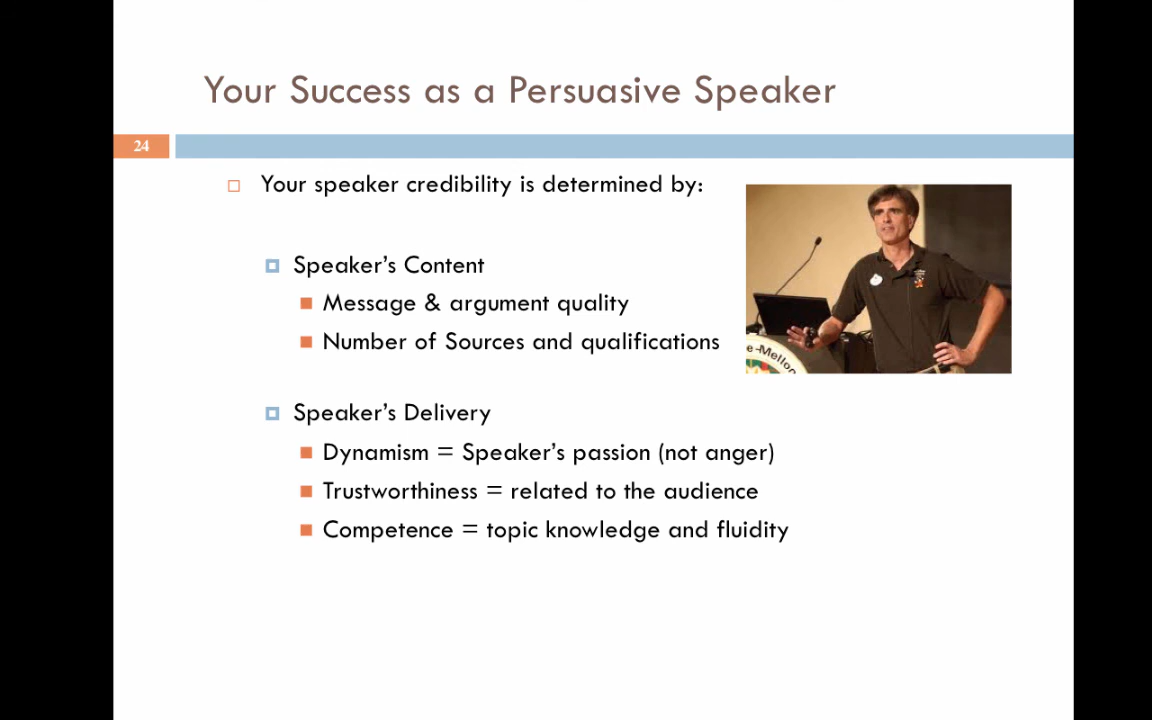 Your Success as a Persuasive Speaker
24
Your speaker credibility is determined by:
Speaker's Content
Message & argument quality
Number of Sources and qualifications
e-Mellon
Speaker's Delivery
Dynamism = Speaker's passion (not anger)
Trustworthiness = related to the audience
Competence = topic knowledge and fluidity